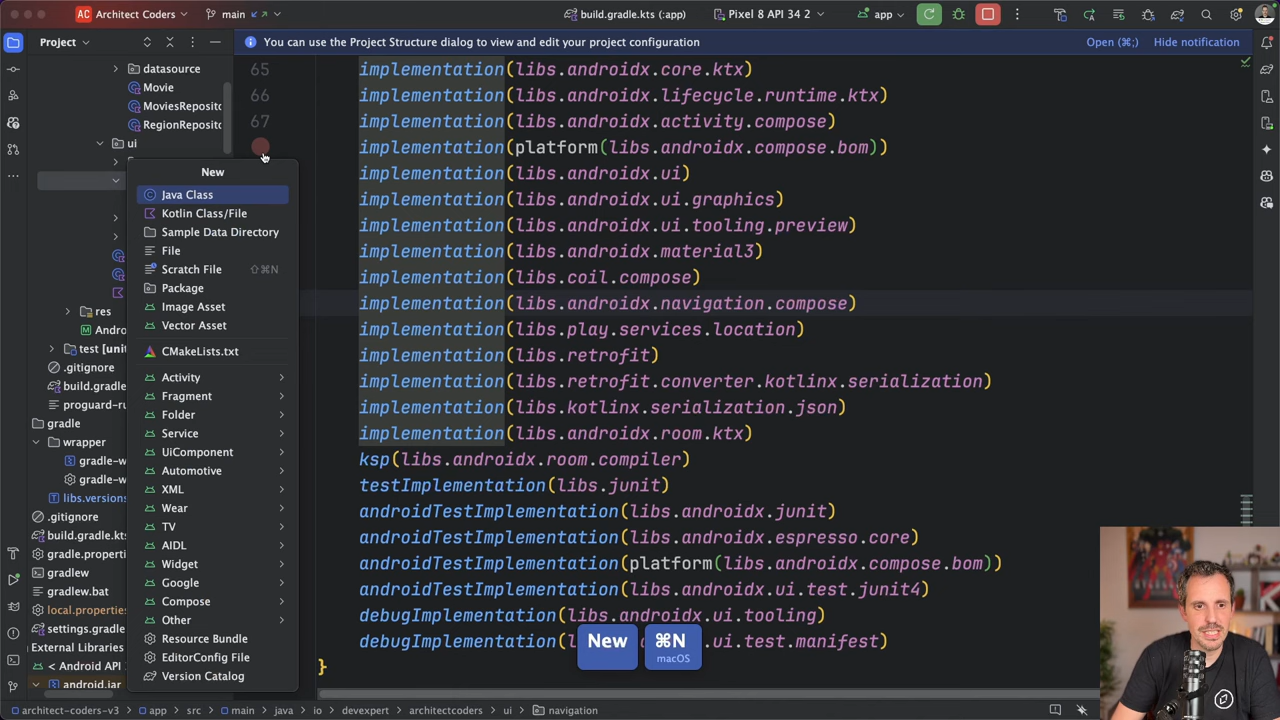 AC Architect Coders
main
build.gradle.kts (:app)
Pixel 8 API 34 2
app
Project
You can use the Project Structure dialog to view and edit your project configuration
Open (⌘;)
Hide notification
datasource
Movie
MoviesReposito
RegionReposito
ui
res
Andro
test [unit
.gitignore
build.gradle
proguard-ru
gradle
wrapper
gradle-w
gradle-w
libs.versions
.gitignore
build.gradle.kts
gradle.properties
gradlew
gradlew.bat
local.properties
settings.gradle
External Libraries
< Android API
android.jar
New
Java Class
Kotlin Class/File
Sample Data Directory
File
Scratch File ⇧⌘N
Package
Image Asset
Vector Asset
CMakeLists.txt
Activity
Fragment
Folder
Service
UiComponent
Automotive
XML
Wear
TV
AIDL
Widget
Google
Compose
Other
Resource Bundle
EditorConfig File
Version Catalog
65 implementation(libs.androidx.core.ktx)
66 implementation(libs.androidx.lifecycle.runtime.ktx)
67 implementation(libs.androidx.activity.compose)
implementation(platform(libs.androidx.compose.bom))
implementation(libs.androidx.ui)
implementation(libs.androidx.ui.graphics)
implementation(libs.androidx.ui.tooling.preview)
implementation(libs.androidx.material3)
implementation(libs.coil.compose)
implementation(libs.androidx.navigation.compose)
implementation(libs.play.services.location)
implementation(libs.retrofit)
implementation(libs.retrofit.converter.kotlinx.serialization)
implementation(libs.kotlinx.serialization.json)
implementation(libs.androidx.room.ktx)
ksp(libs.androidx.room.compiler)
testImplementation(libs.junit)
androidTestImplementation(libs.androidx.junit)
androidTestImplementation(libs.androidx.espresso.core)
androidTestImplementation(platform(libs.androidx.compose.bom))
androidTestImplementation(libs.androidx.ui.test.junit4)
debugImplementation(libs.androidx.ui.tooling)
debugImplementation(l .ui.test.manifest)
}
New
⌘N
macOS
architect-coders-v3 > app > src > main > java > io > devexpert > architectcoders > ui > navigation